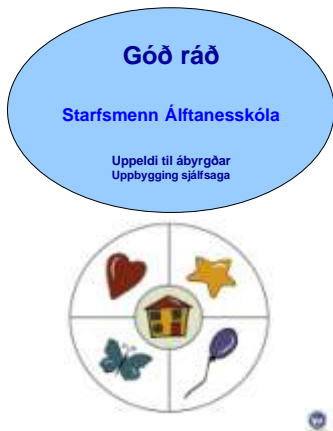 Góð ráð
Starfsmenn Álftanesskóla
Uppeldi til ábyrgðar
Uppbygging sjálfsaga